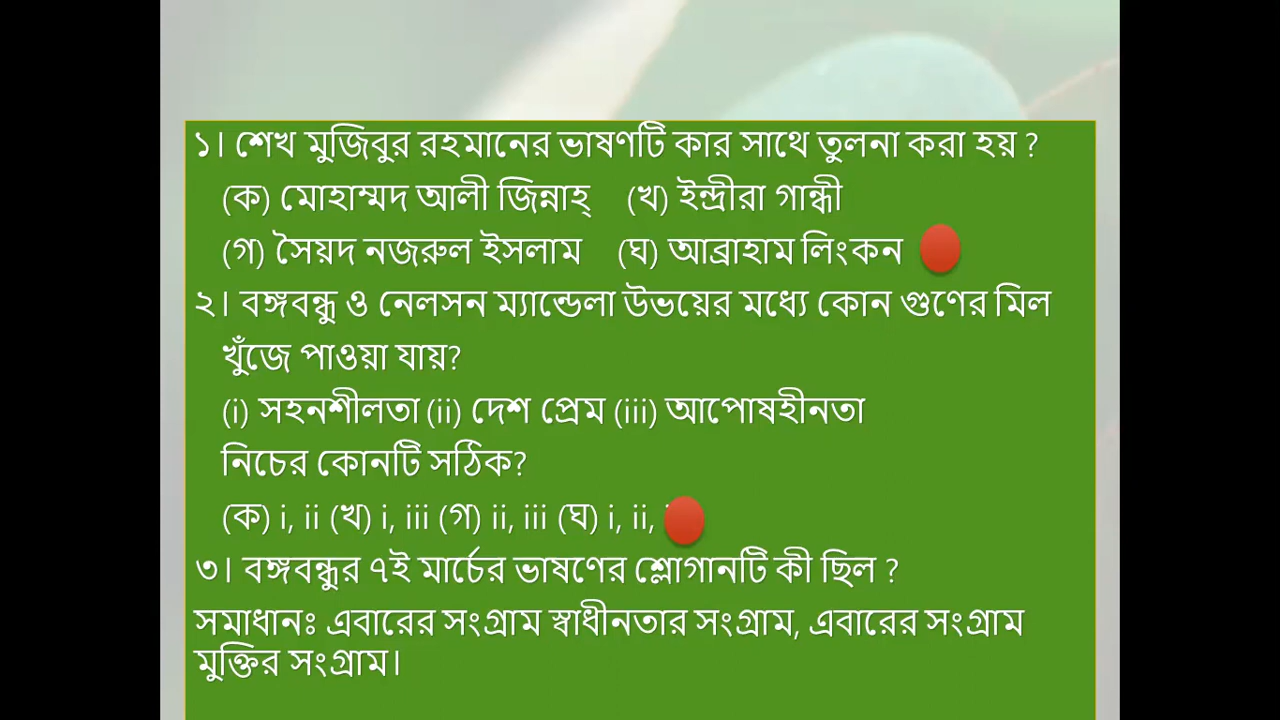 ১। শেখ মুজিবুর রহমানের ভাষণটি কার সাথে তুলনা করা হয় ?
(ক) মোহাম্মদ আলী জিন্নাহ্ (খ) ইন্দ্রীরা গান্ধী
(গ) সৈয়দ নজরুল ইসলাম (ঘ) আব্রাহাম লিংকন
২। বঙ্গবন্ধু ও নেলসন ম্যান্ডেলা উভয়ের মধ্যে কোন গুণের মিল
খুঁজে পাওয়া যায়?
(i) সহনশীলতা (ii) দেশ প্রেম (iii) আপোষহীনতা
নিচের কোনটি সঠিক?
(ক) i, ii (খ) i, iii (গ) ii, iii (ঘ) i, ii,
৩। বঙ্গবন্ধুর ৭ই মার্চের ভাষণের শ্লোগানটি কী ছিল ?
সমাধানঃ এবারের সংগ্রাম স্বাধীনতার সংগ্রাম, এবারের সংগ্রাম
মুক্তির সংগ্রাম।